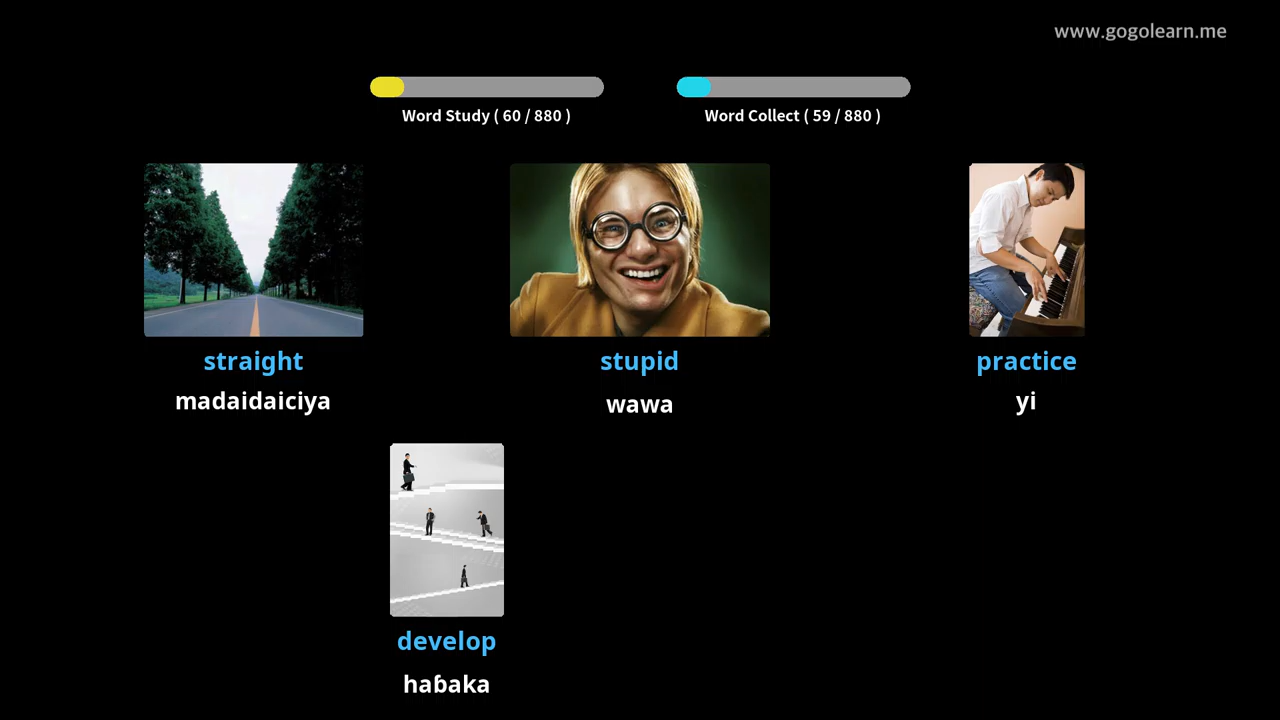 www.gogolearn.me
Word Study ( 60 / 880 )
Word Collect ( 59 / 880 )
straight
stupid
practice
madaidaiciya
wawa
yi
develop
haɓaka